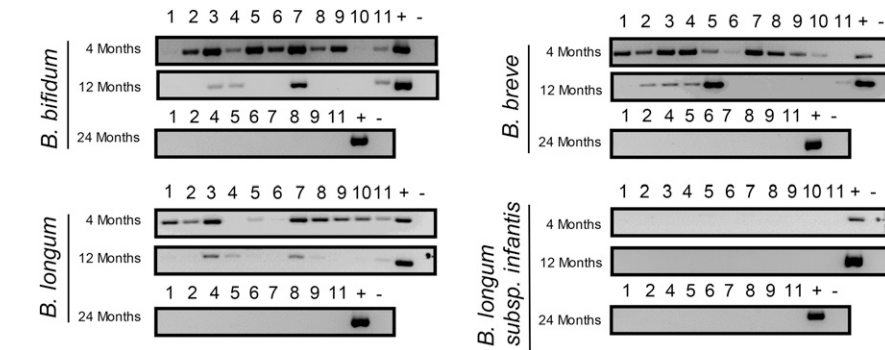 B. bifidum
1 2 3 4 5 6 7 8 9 10 11 + -
4 Months
12 Months
1 2 4 5 6 7 8 9 11 + -
24 Months
B. breve
1 2 3 4 5 6 7 8 9 10 11 + -
4 Months
12 Months
1 2 4 5 6 7 8 9 11 + -
24 Months
B. longum
1 2 3 4 5 6 7 8 9 10 11 + -
4 Months
12 Months
1 2 4 5 6 7 8 9 11 + -
24 Months
B. longum
subsp. infantis
1 2 3 4 5 6 7 8 9 10 11 + -
4 Months
12 Months
1 2 4 5 6 7 8 9 11 + -
24 Months